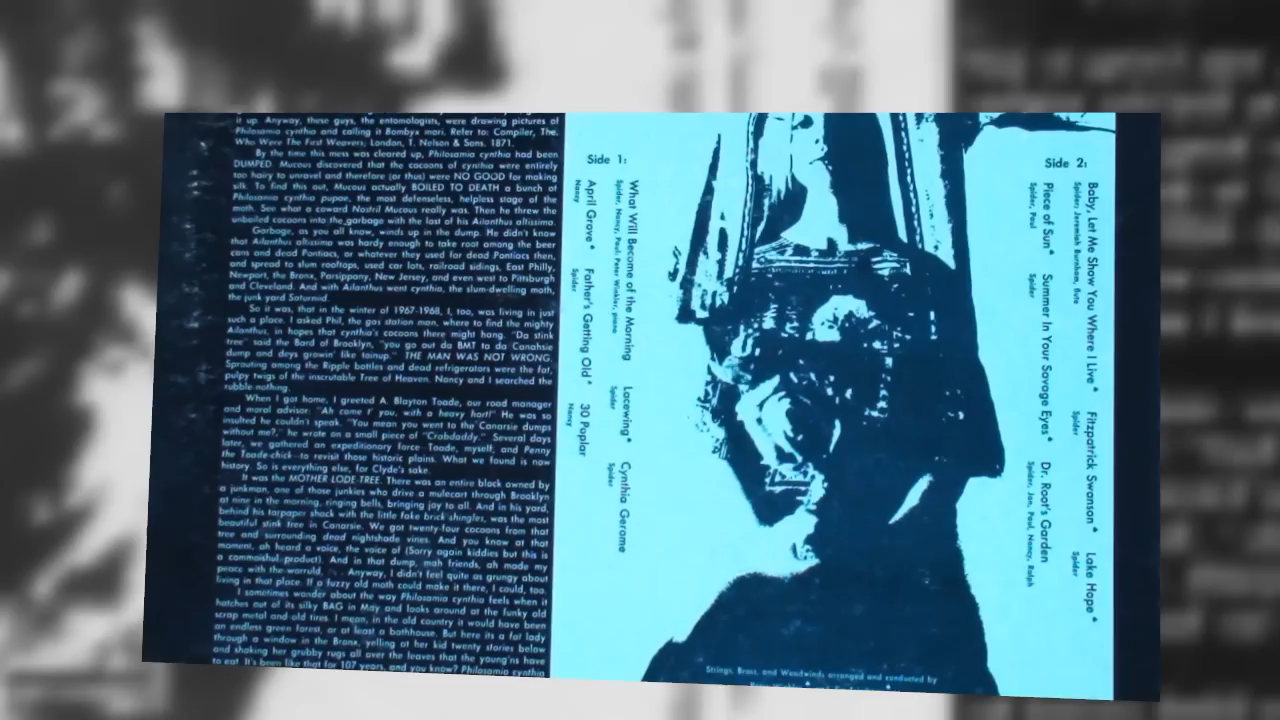 it up. Anyway, these guys, the entomologists, were drawing pictures of
Philosamia cynthia and calling it Bombyx mori. Refer to: Compiler, The.
Who Were The First Weavers, London, T. Nelson & Sons. 1871.
By the time this mess was cleared up, Philosamia cynthia had been
DUMPED. Mucous discovered that the cocoons of cynthia were entirely
too hairy to unravel and therefore (or thus) were NO GOOD for making
silk. To find this out, Mucous actually BOILED TO DEATH a bunch of
Philosamia cynthia pupae, the most defenseless, helpless stage of the
moth. See what a coward Nostril Mucous really was. Then he threw the
unboiled cocoons into the garbage with the last of his Ailanthus altissima.
Garbage, as you all know, winds up in the dump. He didn't know
that Ailanthus altissima was hardy enough to take root among the beer
cans and dead Pontiacs, or whatever they used for dead Pontiacs then,
and spread to slum rooftops, used car lots, railroad sidings, East Philly,
Newport, the Bronx, Parsippany, New Jersey, and even west to Pittsburgh
and Cleveland. And with Ailanthus went cynthia, the slum-dwelling moth,
the junk yard Saturniid.
So it was, that in the winter of 1967-1968, I, too, was living in just
such a place. I asked Phil, the gas station man, where to find the mighty
Ailanthus, in hopes that cynthia's cocoons there might hang. "Da stink
tree" said the Bard of Brooklyn, "you go out da BMT to da Canahsie
dump and deys growin' like tainup." THE MAN WAS NOT WRONG.
Sprouting among the Ripple bottles and dead refrigerators were the fat,
pulpy twigs of the inscrutable Tree of Heaven. Nancy and I searched the
rubble nothing.
When I got home, I greeted A. Blayton Toade, our road manager
and moral advisor: "Ah come t' you, with a heavy hart!" He was so
insulted he couldn't speak. "You mean you went to the Canarsie dumps
without me?," he wrote on a small piece of "Crabdaddy." Several days
later, we gathered an expeditionary force Toade, myself, and Penny
the Toade-chick to revisit those historic plains. What we found is now
history. So is everything else, for Clyde's sake.
It was the MOTHER LODE-TREE. There was an entire block owned by
a junkman, one of those junkies who drive a mulecart through Brooklyn
at nine in the morning, ringing bells, bringing joy to all. And in his yard,
behind his tarpaper shack with the little fake brick shingles, was the most
beautiful stink tree in Canarsie. We got twenty-four cocoons from that
tree and surrounding dead nightshade vines. And you know at that
moment, ah heard a voice, the voice of (Sorry again kiddies but this is
a commoishul product). And in that dump, mah friends, ah made my
peace with the warruld, . . . Anyway, I didn't feel quite as grungy about
living in that place. If a fuzzy old moth could make it there, I could, too.
I sometimes wonder about the way Philosamia cynthia feels when it
hatches out of its silky BAG in May and looks around at the funky old
scrap metal and old tires. I mean, in the old country it would have been
an endless green forest, or at least a bathhouse. But here its a fat lady
through a window in the Bronx, yelling at her kid twenty stories below
and shaking her grubby rugs all over the leaves that the young'ns have
to eat. It's been like that for 107 years, and you know? Philosamia cynthia
Side 1:
What Will Become of the Morning Lacewing* Cynthia Gerome
Spider, Nancy, Paul; Peter Winkler, piano Spider Spider
April Grove* Father's Getting Old* 30 Poplar
Nancy Spider Nancy
Side 2:
Baby, Let Me Show You Where I Live* Fitzpatrick Swanson* Lake Hope*
Spider; Jeremiah Burnham, flute Spider Spider
Piece of Sun* Summer In Your Savage Eyes* Dr. Root's Garden
Spider, Paul Spider Spider, Jon, Paul, Nancy, Ralph
Strings, Brass, and Woodwinds arranged and conducted by